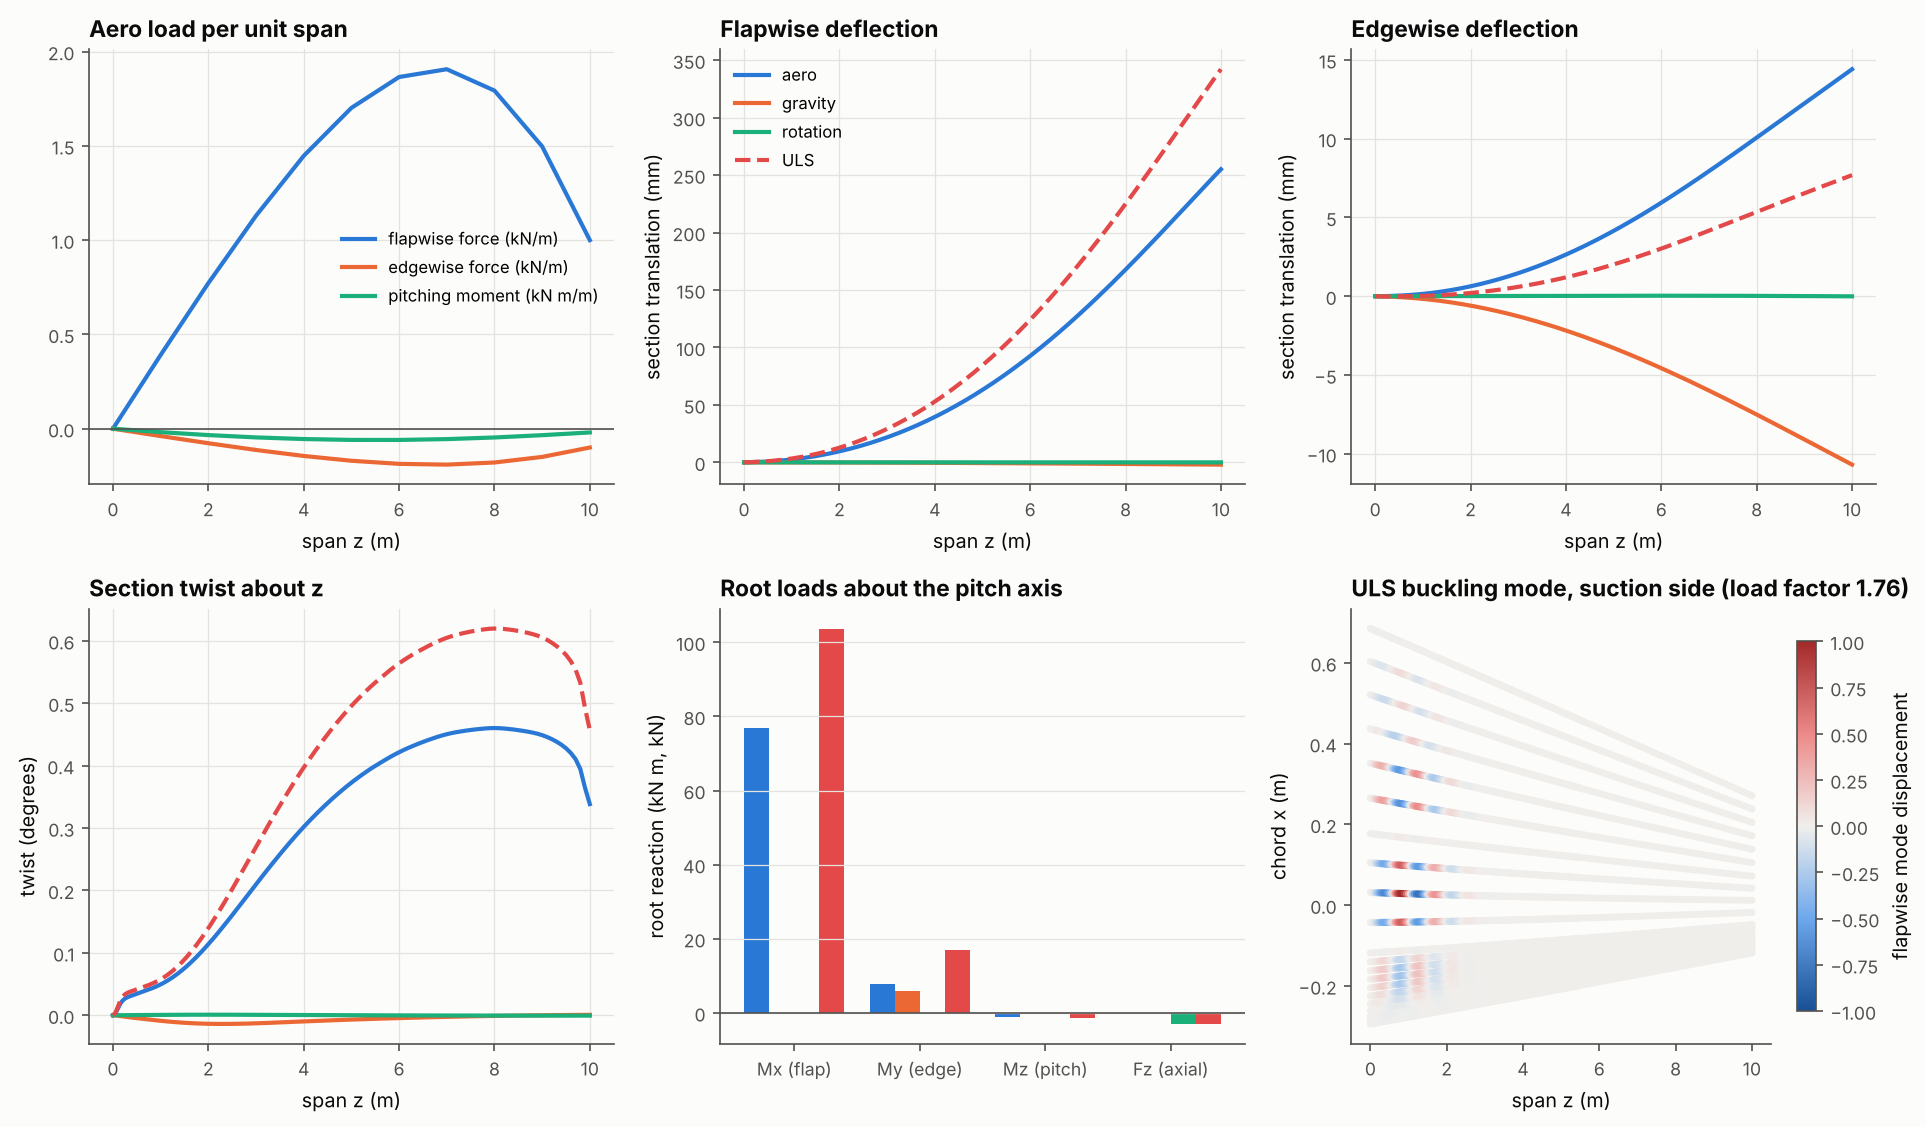 Aero load per unit span
2.0
1.5
1.0
0.5
0.0
flapwise force (kN/m)
edgewise force (kN/m)
pitching moment (kN m/m)
0 2 4 6 8 10
span z (m)
Flapwise deflection
section translation (mm)
350
300
250
200
150
100
50
0
aero
gravity
rotation
ULS
0 2 4 6 8 10
span z (m)
Edgewise deflection
section translation (mm)
15
10
5
0
−5
−10
0 2 4 6 8 10
span z (m)
Section twist about z
twist (degrees)
0.6
0.5
0.4
0.3
0.2
0.1
0.0
0 2 4 6 8 10
span z (m)
Root loads about the pitch axis
root reaction (kN m, kN)
100
80
60
40
20
0
Mx (flap) My (edge) Mz (pitch) Fz (axial)
ULS buckling mode, suction side (load factor 1.76)
chord x (m)
0.6
0.4
0.2
0.0
−0.2
0 2 4 6 8 10
span z (m)
1.00
0.75
0.50
0.25
0.00
−0.25
−0.50
−0.75
−1.00
flapwise mode displacement